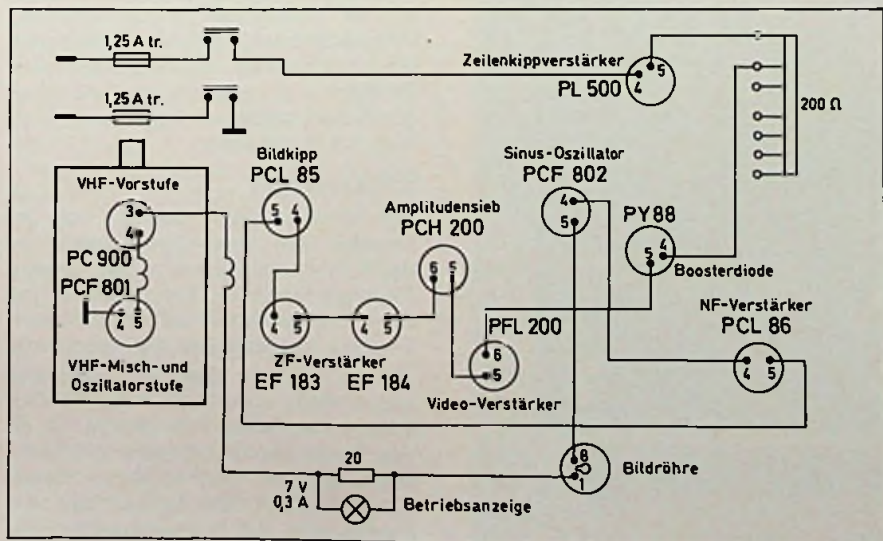 1,25 A tr.
Zeilenkippverstärker
PL 500
4 5
200 Ω
1,25 A tr.
VHF-Vorstufe
3
4
PC 900
PCF 801
4 5
VHF-Misch- und
Oszillatorstufe
Bildkipp
PCL 85
5 4
Amplitudensieb
PCH 200
6 5
Sinus-Oszillator
PCF 802
4
5
PY 88
5 4
Boosterdiode
4 5
4 5
ZF-Verstärker
EF 183 EF 184
PFL 200
6
5
Video-Verstärker
NF-Verstärker
PCL 86
4 5
8
1
Bildröhre
20
7 V
0,3 A
Betriebsanzeige